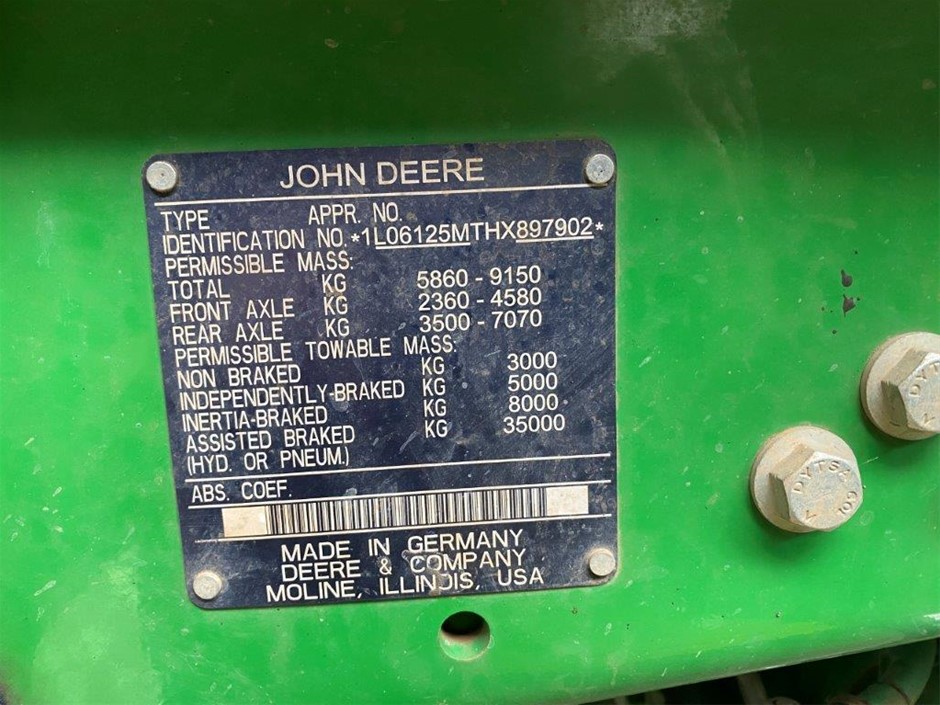 JOHN DEERE
TYPE APPR. NO.
IDENTIFICATION NO. *1L06125MTHX897902*
PERMISSIBLE MASS:
TOTAL KG 5860 - 9150
FRONT AXLE KG 2360 - 4580
REAR AXLE KG 3500 - 7070
PERMISSIBLE TOWABLE MASS:
NON BRAKED KG 3000
INDEPENDENTLY-BRAKED KG 5000
INERTIA-BRAKED KG 8000
ASSISTED BRAKED KG 35000
(HYD. OR PNEUM.)
ABS. COEF.
MADE IN GERMANY
DEERE & COMPANY
MOLINE, ILLINOIS, USA